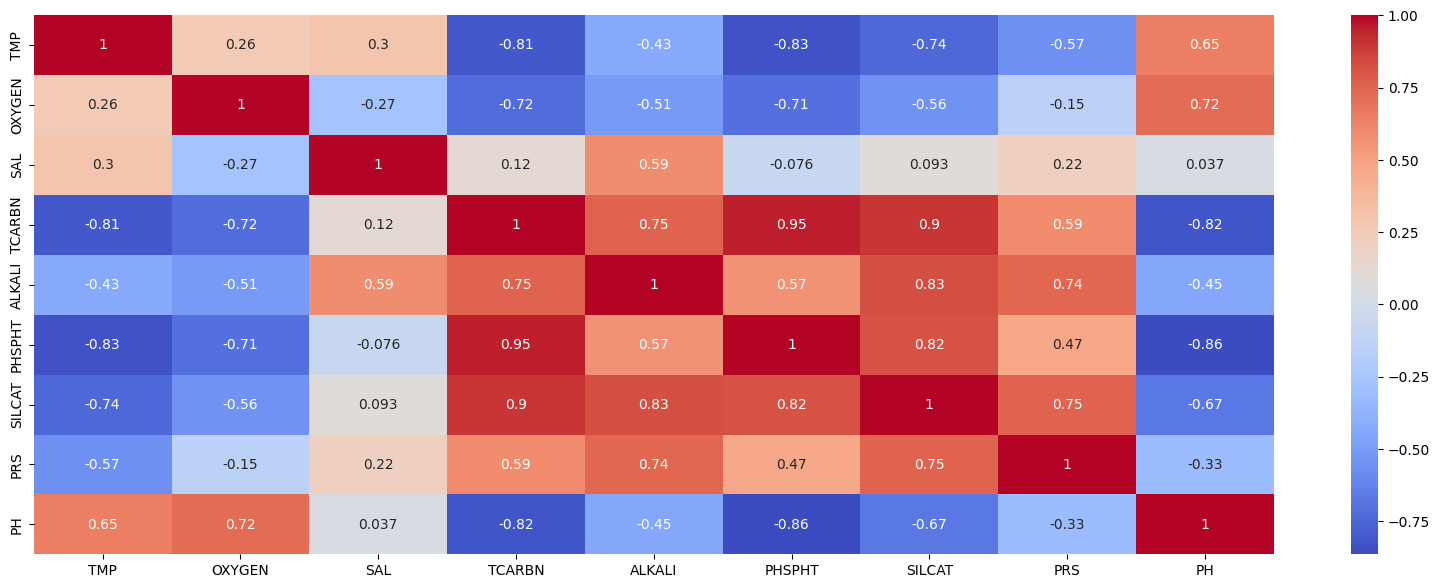 TMP 1 0.26 0.3 -0.81 -0.43 -0.83 -0.74 -0.57 0.65
OXYGEN 0.26 1 -0.27 -0.72 -0.51 -0.71 -0.56 -0.15 0.72
SAL 0.3 -0.27 1 0.12 0.59 -0.076 0.093 0.22 0.037
TCARBN -0.81 -0.72 0.12 1 0.75 0.95 0.9 0.59 -0.82
ALKALI -0.43 -0.51 0.59 0.75 1 0.57 0.83 0.74 -0.45
PHSPHT -0.83 -0.71 -0.076 0.95 0.57 1 0.82 0.47 -0.86
SILCAT -0.74 -0.56 0.093 0.9 0.83 0.82 1 0.75 -0.67
PRS -0.57 -0.15 0.22 0.59 0.74 0.47 0.75 1 -0.33
PH 0.65 0.72 0.037 -0.82 -0.45 -0.86 -0.67 -0.33 1
TMP OXYGEN SAL TCARBN ALKALI PHSPHT SILCAT PRS PH
1.00
0.75
0.50
0.25
0.00
−0.25
−0.50
−0.75